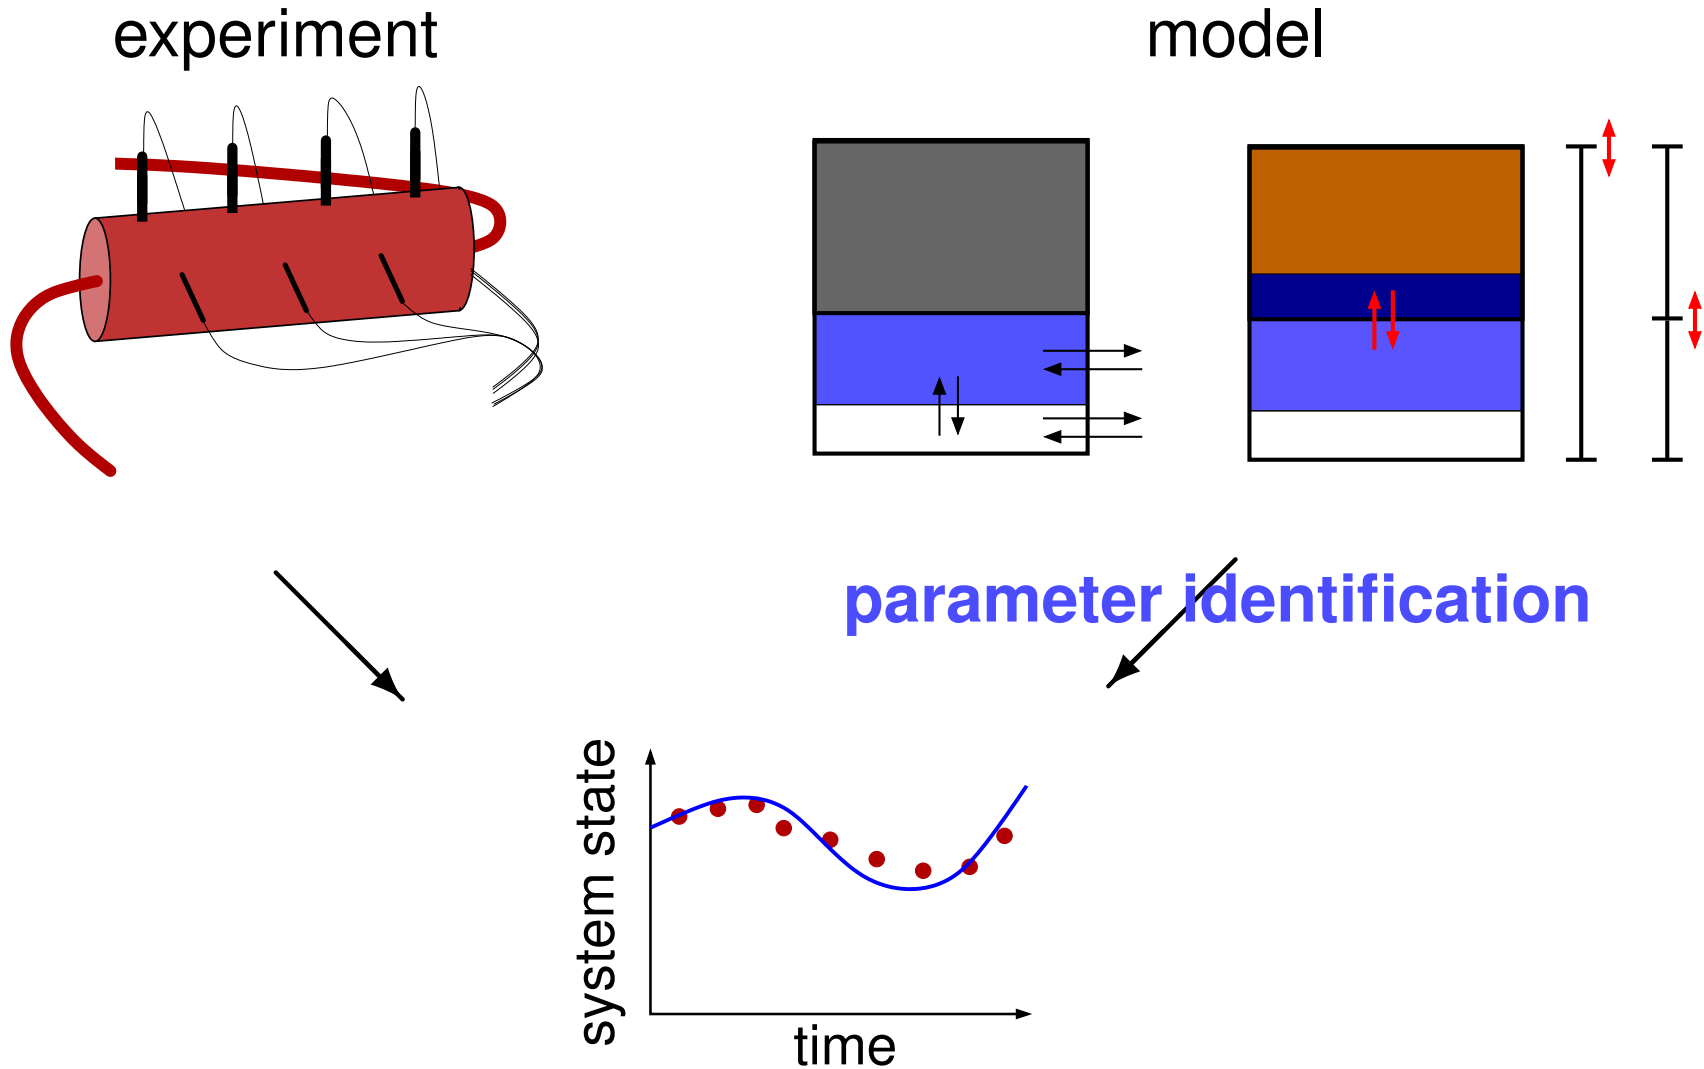 experiment
model
parameter identification
system state
time